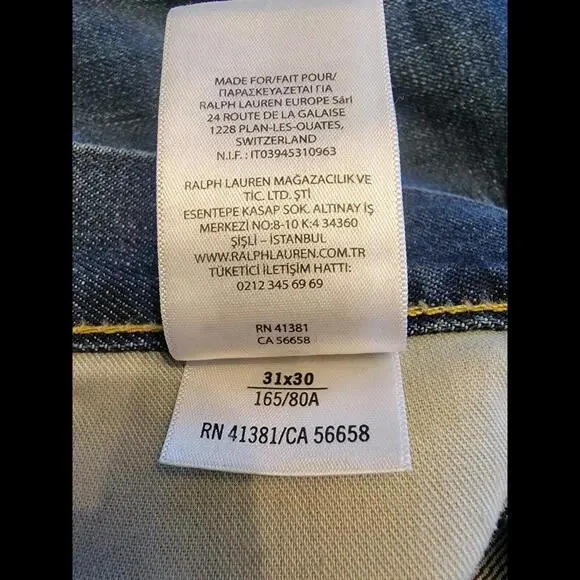 MADE FOR/FAIT POUR/
ΠΑΡΑΣΚΕΥΑΖΕΤΑΙ ΓΙΑ
RALPH LAUREN EUROPE Sàrl
24 ROUTE DE LA GALAISE
1228 PLAN-LES-OUATES,
SWITZERLAND
N.I.F.: IT03945310963
RALPH LAUREN MAĞAZACILIK VE
TİC. LTD. ŞTİ
ESENTEPE KASAP SOK. ALTINAY İŞ
MERKEZİ NO:8-10 K:4 34360
ŞİŞLİ – İSTANBUL
WWW.RALPHLAUREN.COM.TR
TÜKETİCİ İLETİŞİM HATTI:
0212 345 69 69
RN 41381
CA 56658
31x30
165/80A
RN 41381/CA 56658